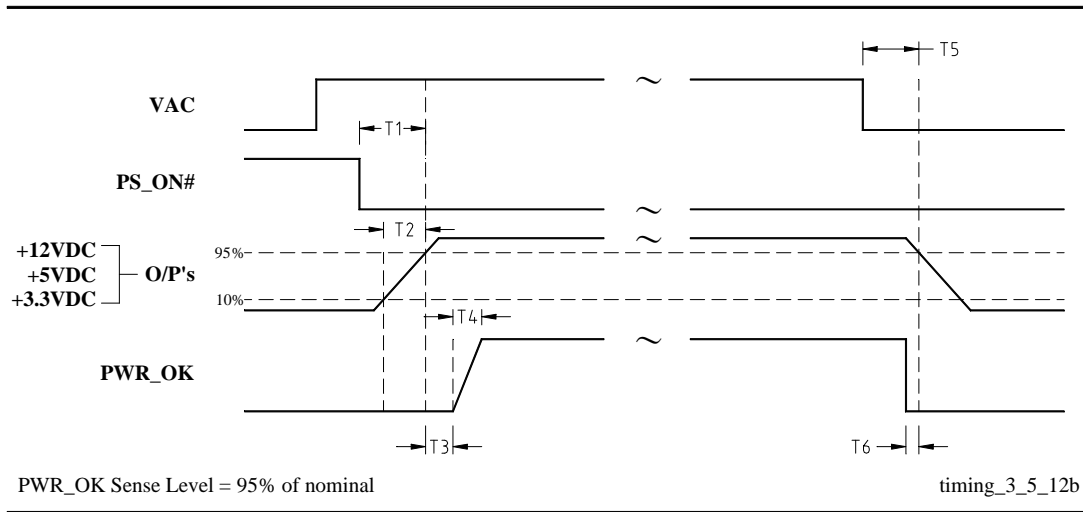 T5
VAC
T1
PS_ON#
T2
+12VDC
+5VDC
+3.3VDC
O/P's
95%
10%
T4
PWR_OK
T3
T6
PWR_OK Sense Level = 95% of nominal
timing_3_5_12b